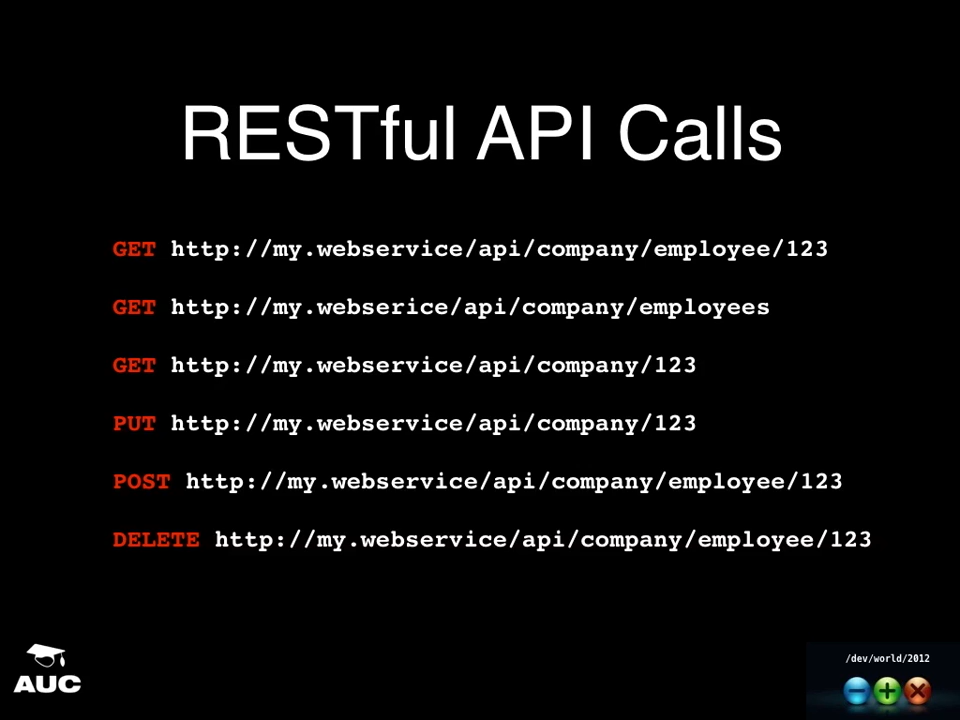 RESTful API Calls
GET http://my.webservice/api/company/employee/123
GET http://my.webserice/api/company/employees
GET http://my.webservice/api/company/123
PUT http://my.webservice/api/company/123
POST http://my.webservice/api/company/employee/123
DELETE http://my.webservice/api/company/employee/123
AUC
/dev/world/2012